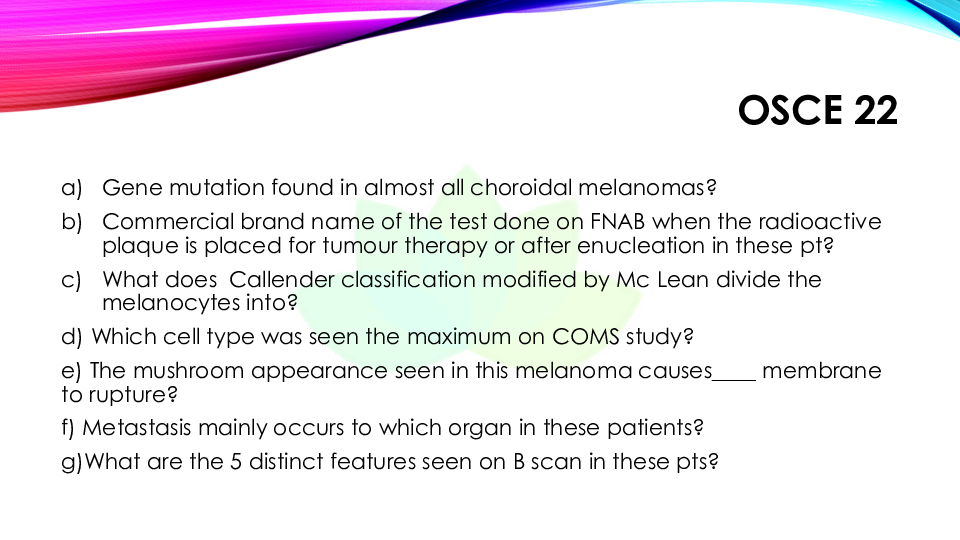 OSCE 22
a) Gene mutation found in almost all choroidal melanomas?
b) Commercial brand name of the test done on FNAB when the radioactive
plaque is placed for tumour therapy or after enucleation in these pt?
c) What does Callender classification modified by Mc Lean divide the
melanocytes into?
d) Which cell type was seen the maximum on COMS study?
e) The mushroom appearance seen in this melanoma causes____ membrane
to rupture?
f) Metastasis mainly occurs to which organ in these patients?
g)What are the 5 distinct features seen on B scan in these pts?